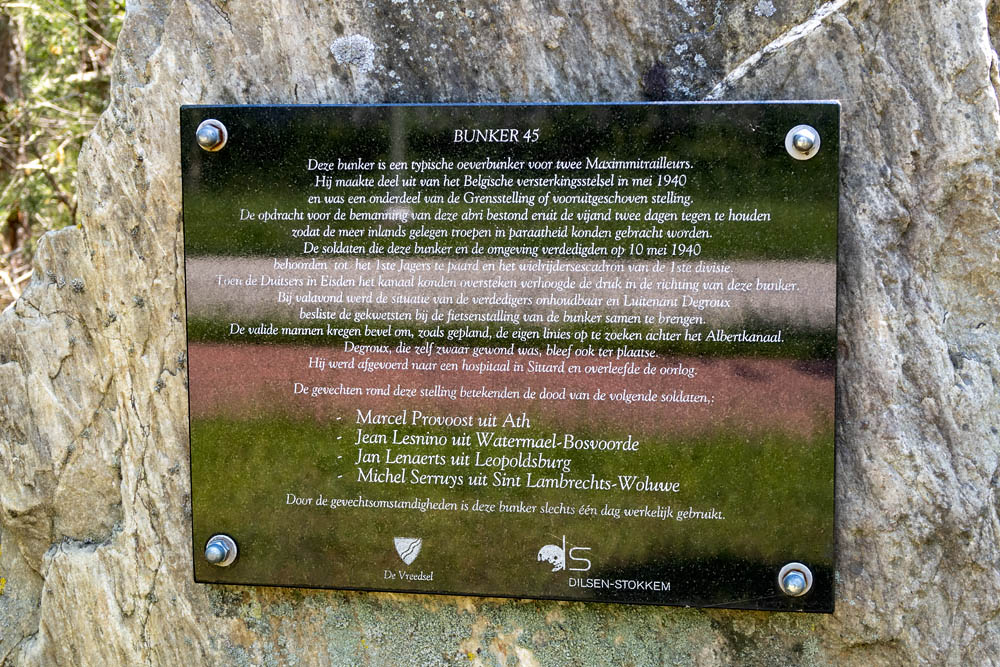 BUNKER 45
Deze bunker is een typische oeverbunker voor twee Maximmitrailleurs.
Hij maakte deel uit van het Belgische versterkingsstelsel in mei 1940
en was een onderdeel van de Grensstelling of vooruitgeschoven stelling.
De opdracht voor de bemanning van deze abri bestond eruit de vijand twee dagen tegen te houden
zodat de meer inlands gelegen troepen in paraatheid konden gebracht worden.
De soldaten die deze bunker en de omgeving verdedigden op 10 mei 1940
behoorden tot het 1ste Jagers te paard en het wielrijdersescadron van de 1ste divisie.
Toen de Duitsers in Eisden het kanaal konden oversteken verhoogde de druk in de richting van deze bunker.
Bij valavond werd de situatie van de verdedigers onhoudbaar en Luitenant Degroux
besliste de gekwetsten bij de fietsenstalling van de bunker samen te brengen.
De valide mannen kregen bevel om, zoals gepland, de eigen linies op te zoeken achter het Albertkanaal.
Degroux, die zelf zwaar gewond was, bleef ook ter plaatse.
Hij werd afgevoerd naar een hospitaal in Sittard en overleefde de oorlog.
De gevechten rond deze stelling betekenden de dood van de volgende soldaten,:
- Marcel Provoost uit Ath
- Jean Lesnino uit Watermael-Bosvoorde
- Jan Lenaerts uit Leopoldsburg
- Michel Serruys uit Sint Lambrechts-Woluwe
Door de gevechtsomstandigheden is deze bunker slechts één dag werkelijk gebruikt.
De Vreedsel
ds
DILSEN-STOKKEM